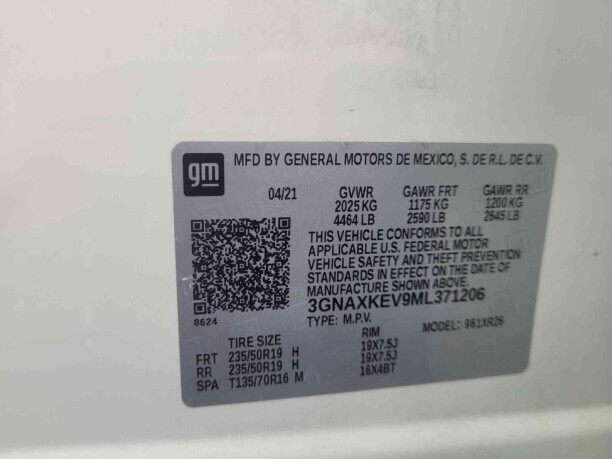 gm MFD BY GENERAL MOTORS DE MEXICO, S. DE R.L. DE C.V.
04/21 GVWR GAWR FRT GAWR RR
2025 KG 1175 KG 1200 KG
4464 LB 2590 LB 2645 LB
THIS VEHICLE CONFORMS TO ALL
APPLICABLE U.S. FEDERAL MOTOR
VEHICLE SAFETY AND THEFT PREVENTION
STANDARDS IN EFFECT ON DATE OF
MANUFACTURE SHOWN ABOVE.
3GNAXKEV9ML371206
8624
TYPE: M.P.V. MODEL: 961XR26
TIRE SIZE RIM
FRT 235/50R19 H 19X7.5J
RR 235/50R19 H 19X7.5J
SPA T135/70R16 M 16X4BT